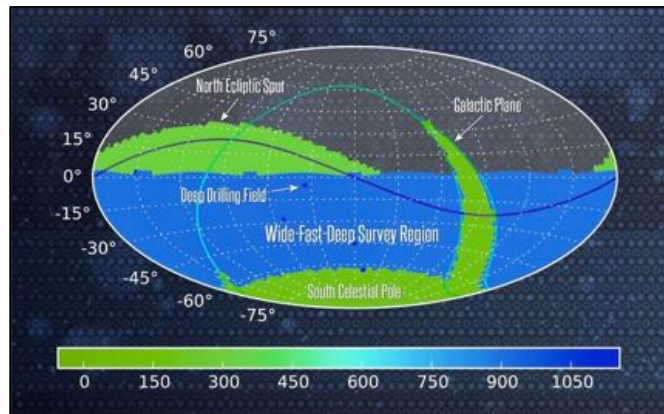 75°
60°
45°
30°
15°
0°
-15°
-30°
-45°
-60°
-75°
North Ecliptic Spur
Galactic Plane
Deep Drilling Field
Wide-Fast-Deep Survey Region
South Celestial Pole
0 150 300 450 600 750 900 1050